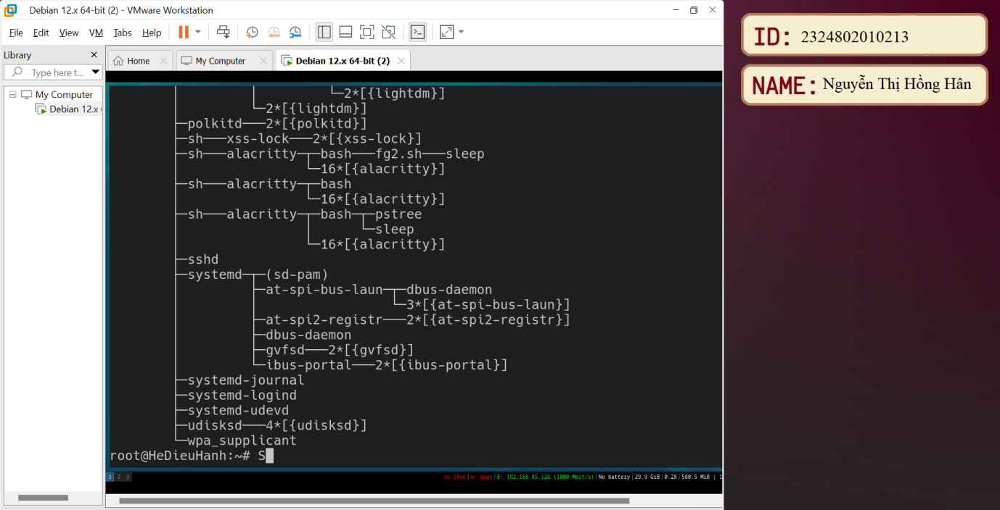 Debian 12.x 64-bit (2) - VMware Workstation
File Edit View VM Tabs Help
Library
Type here t...
My Computer
Debian 12.x
Home
My Computer
Debian 12.x 64-bit (2)
└─2*[{lightdm}]
└─2*[{lightdm}]
├─polkitd───2*[{polkitd}]
├─sh───xss-lock───2*[{xss-lock}]
├─sh───alacritty─┬─bash───fg2.sh───sleep
└─16*[{alacritty}]
├─sh───alacritty─┬─bash
└─16*[{alacritty}]
├─sh───alacritty─┬─bash─┬─pstree
└─sleep
└─16*[{alacritty}]
├─sshd
├─systemd─┬─(sd-pam)
├─at-spi-bus-laun─┬─dbus-daemon
└─3*[{at-spi-bus-laun}]
├─at-spi2-registr───2*[{at-spi2-registr}]
├─dbus-daemon
├─gvfsd───2*[{gvfsd}]
└─ibus-portal───2*[{ibus-portal}]
├─systemd-journal
├─systemd-logind
├─systemd-udevd
├─udisksd───4*[{udisksd}]
└─wpa_supplicant
root@HeDieuHanh:~# S
1 2 3
no IPv6|W: down|E: 192.168.85.128 (1000 Mbit/s)|No battery|29.9 GiB|0.28|580.5 MiB | 1
ID: 2324802010213
NAME: Nguyễn Thị Hồng Hân